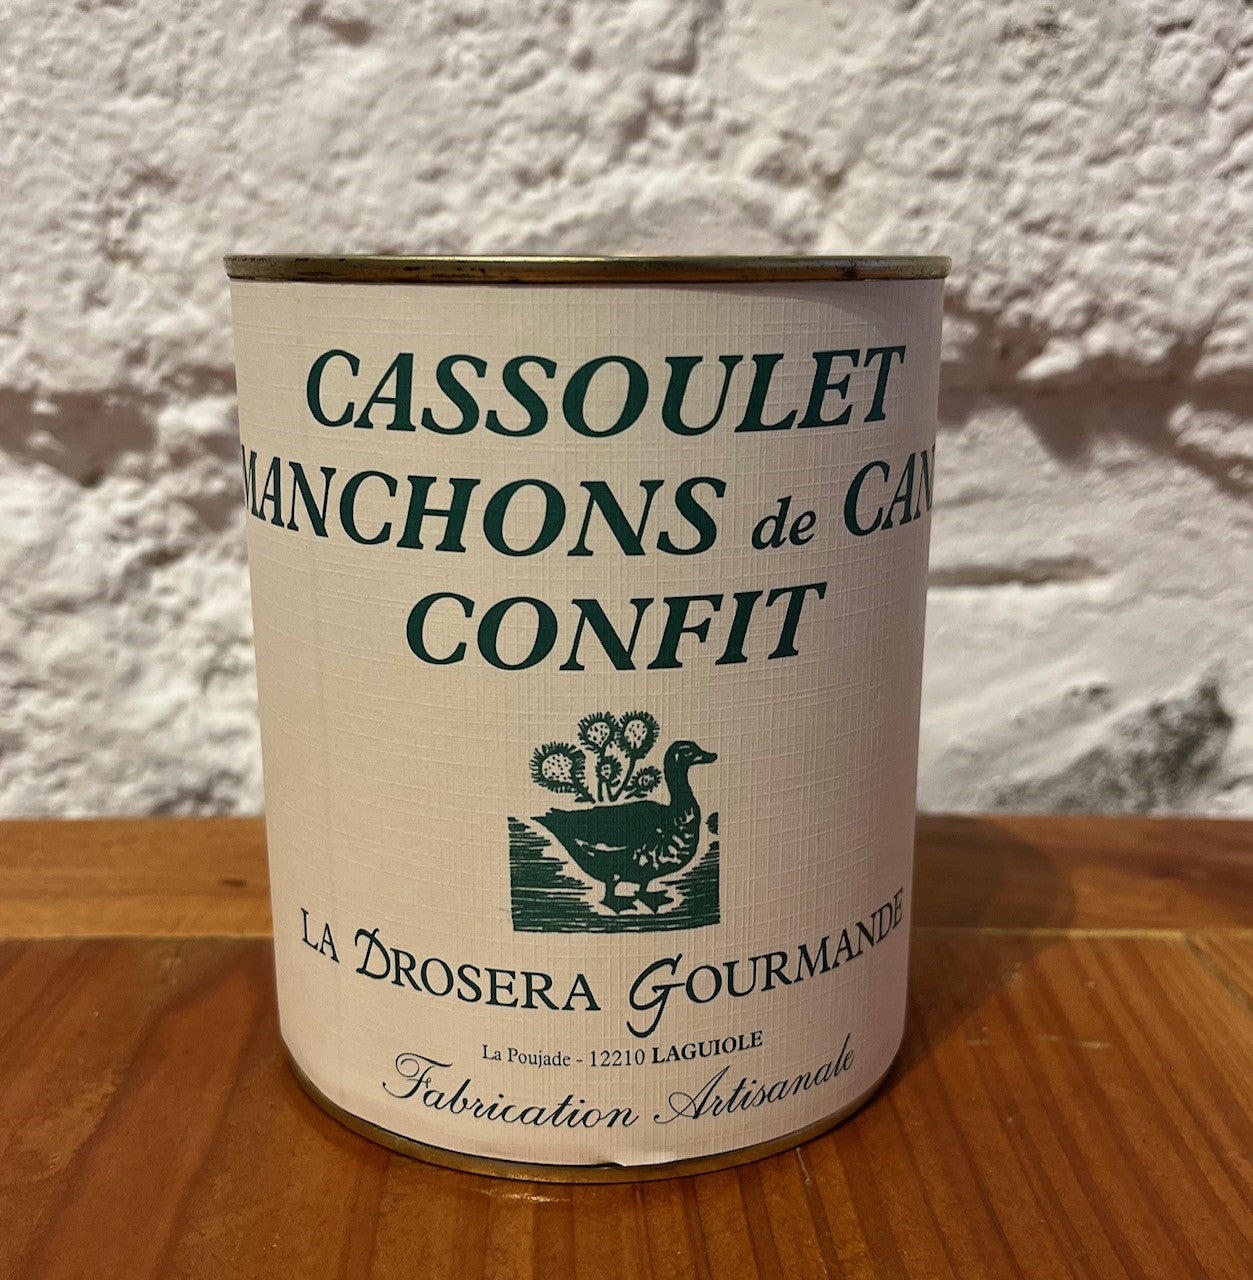 CASSOULET
MANCHONS de CAN
CONFIT
LA DROSERA GOURMANDE
La Poujade - 12210 LAGUIOLE
Fabrication Artisanale